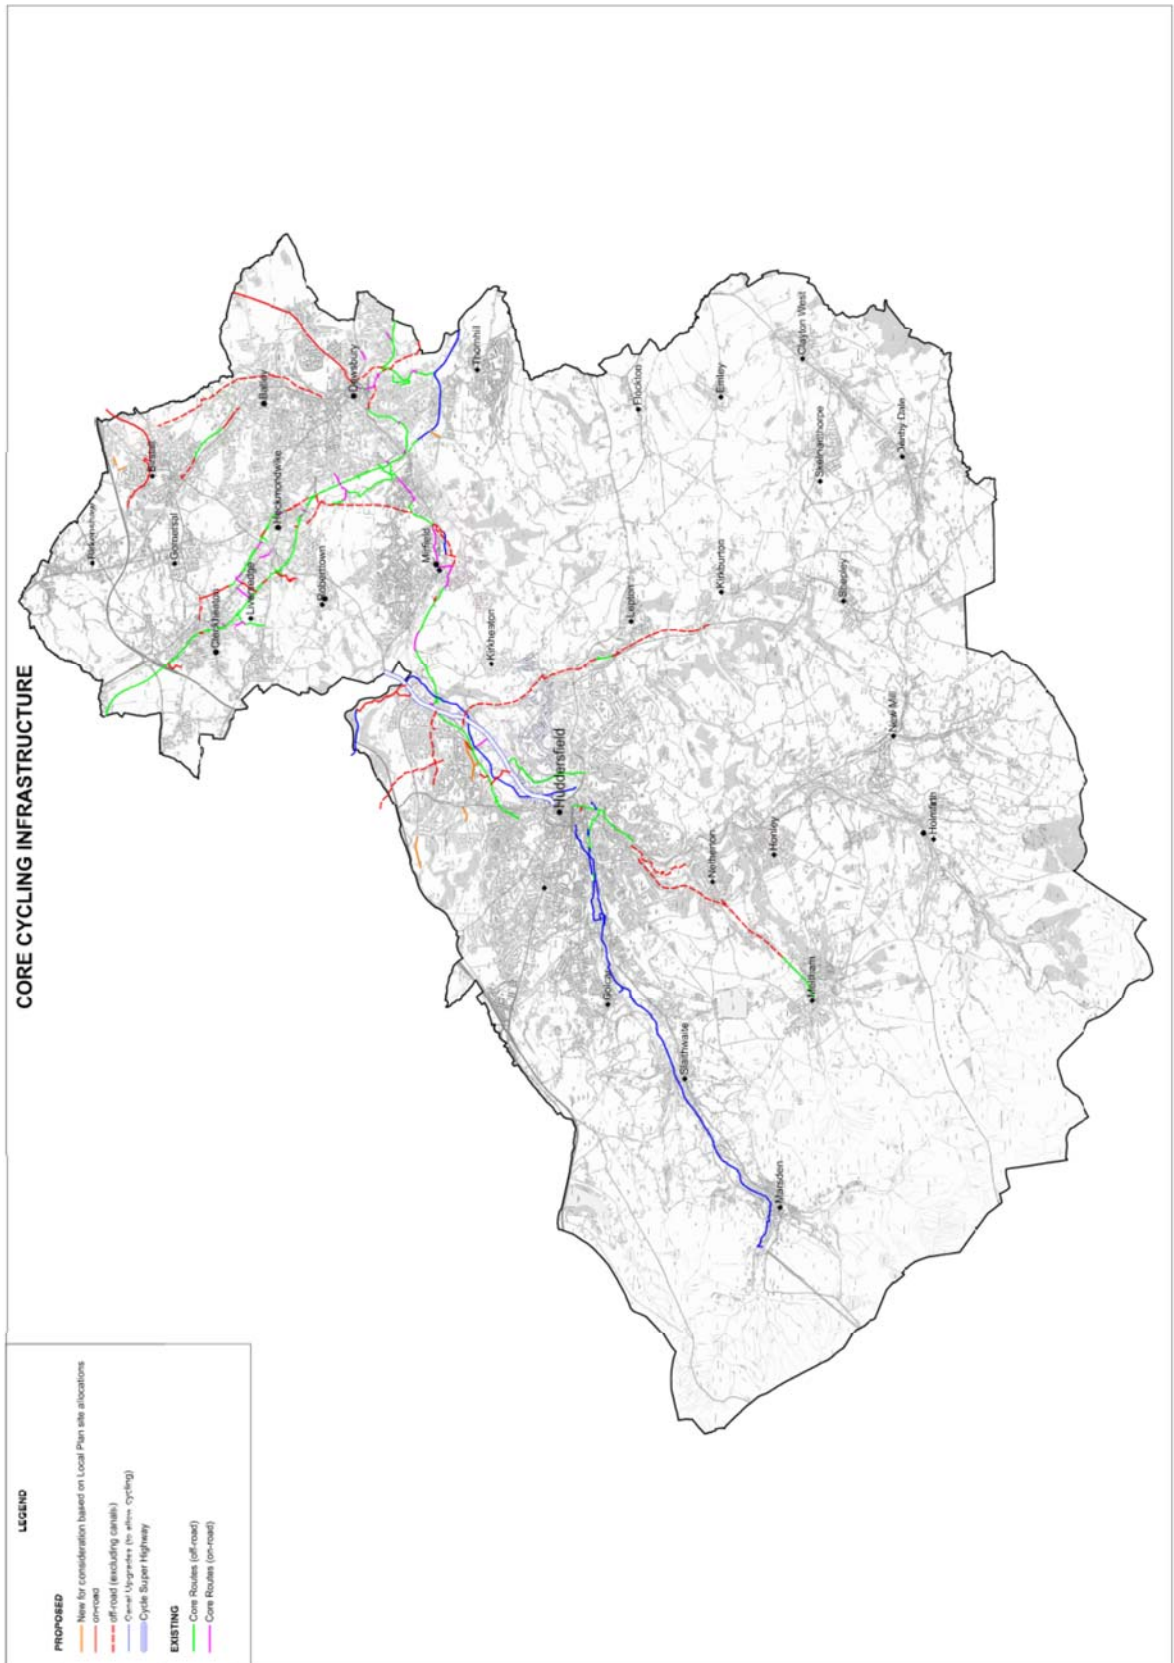 CORE CYCLING INFRASTRUCTURE
LEGEND
PROPOSED
New for consideration based on Local Plan site allocations
on-road
off-road (excluding canals)
Canal Upgrades (to allow cycling)
Cycle Super Highway
EXISTING
Core Routes (off-road)
Core Routes (on-road)
Birkenshaw
Birstall
Gomersal
Cleckheaton
Liversedge
Heckmondwike
Batley
Roberttown
Dewsbury
Mirfield
Thornhill
Kirkheaton
Huddersfield
Lepton
Flockton
Golcar
Slaithwaite
Netherton
Kirkburton
Emley
Honley
Marsden
Meltham
Shepley
Skelmanthorpe
Clayton West
New Mill
Denby Dale
Holmfirth